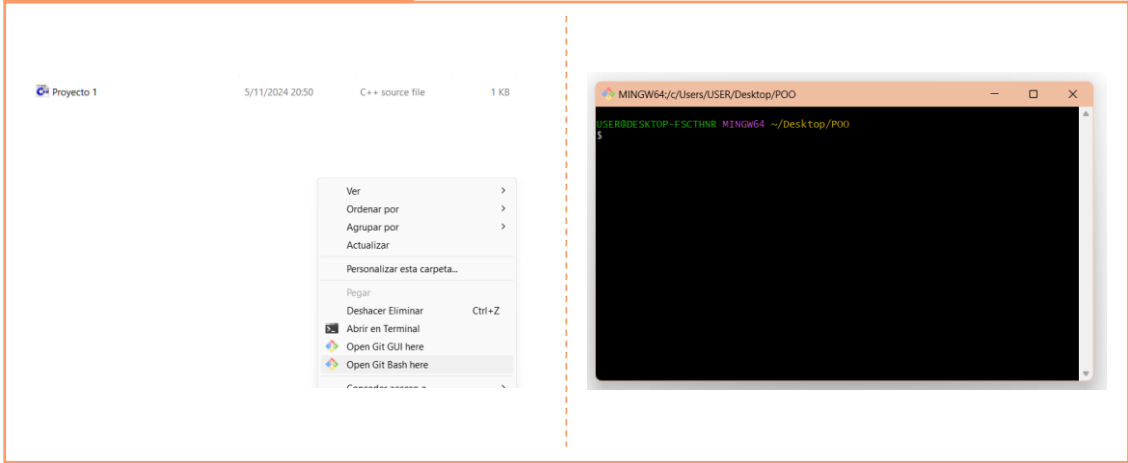 Proyecto 1 5/11/2024 20:50 C++ source file 1 KB
Ver
Ordenar por
Agrupar por
Actualizar
Personalizar esta carpeta...
Pegar
Deshacer Eliminar Ctrl+Z
Abrir en Terminal
Open Git GUI here
Open Git Bash here
Conceder acceso a
MINGW64:/c/Users/USER/Desktop/POO
USER@DESKTOP-FSCTHNR MINGW64 ~/Desktop/POO
$